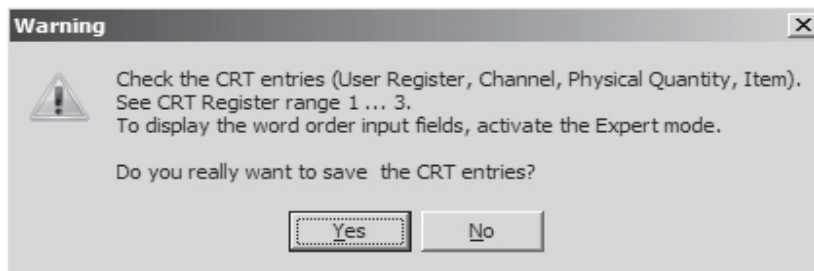 Warning
Check the CRT entries (User Register, Channel, Physical Quantity, Item).
See CRT Register range 1 ... 3.
To display the word order input fields, activate the Expert mode.
Do you really want to save  the CRT entries?
Yes
No